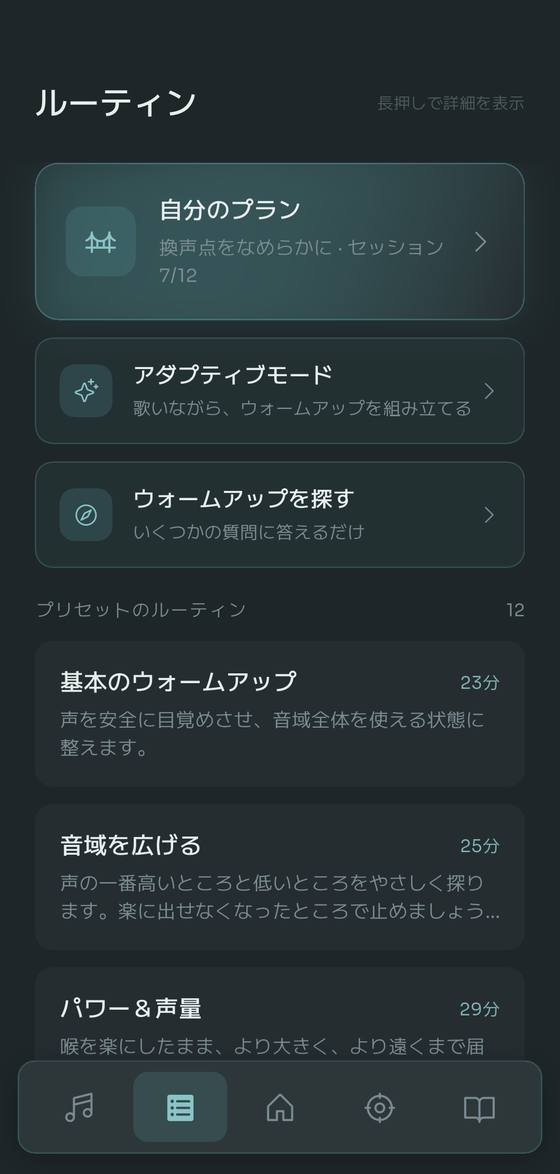 ルーティン
長押しで詳細を表示
自分のプラン
換声点をなめらかに · セッション
7/12
アダプティブモード
歌いながら、ウォームアップを組み立てる
ウォームアップを探す
いくつかの質問に答えるだけ
プリセットのルーティン
12
基本のウォームアップ
23分
声を安全に目覚めさせ、音域全体を使える状態に
整えます。
音域を広げる
25分
声の一番高いところと低いところをやさしく探り
ます。楽に出せなくなったところで止めましょう...
パワー＆声量
29分
喉を楽にしたまま、より大きく、より遠くまで届